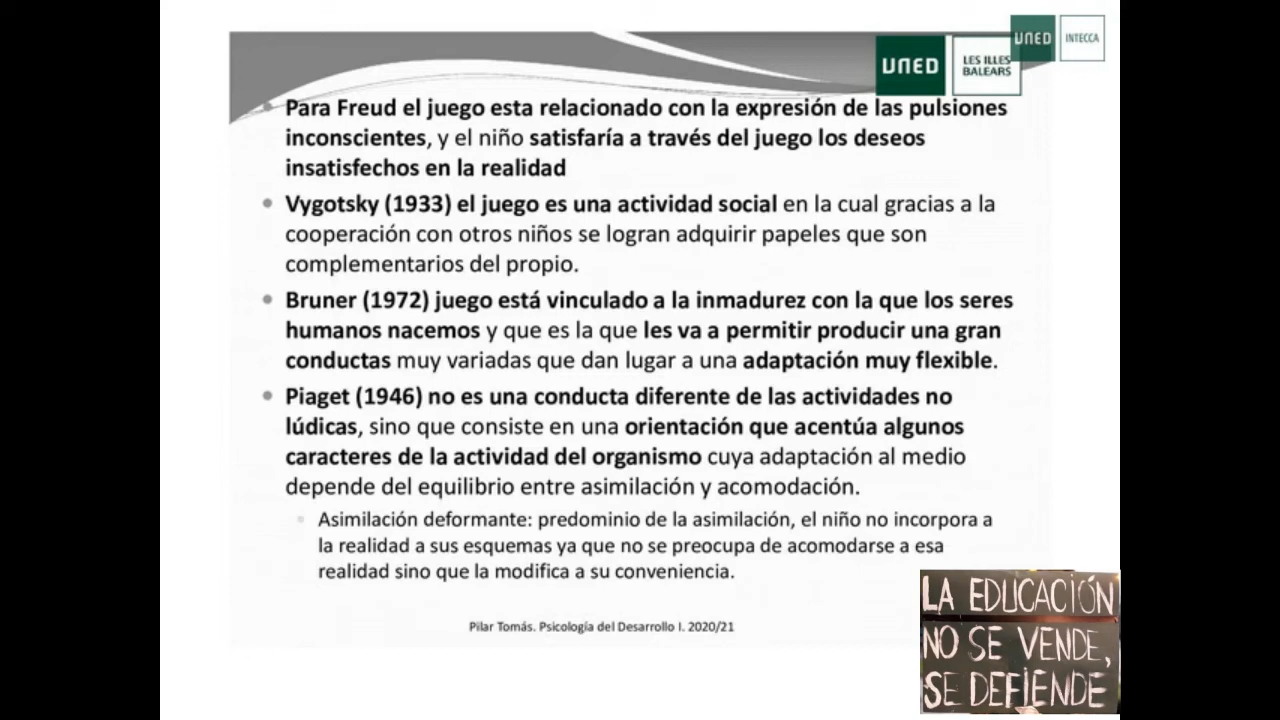 UNED
INTECCA
UNED
LES ILLES
BALEARS
Para Freud el juego esta relacionado con la expresión de las pulsiones
inconscientes, y el niño satisfaría a través del juego los deseos
insatisfechos en la realidad
Vygotsky (1933) el juego es una actividad social en la cual gracias a la
cooperación con otros niños se logran adquirir papeles que son
complementarios del propio.
Bruner (1972) juego está vinculado a la inmadurez con la que los seres
humanos nacemos y que es la que les va a permitir producir una gran
conductas muy variadas que dan lugar a una adaptación muy flexible.
Piaget (1946) no es una conducta diferente de las actividades no
lúdicas, sino que consiste en una orientación que acentúa algunos
caracteres de la actividad del organismo cuya adaptación al medio
depende del equilibrio entre asimilación y acomodación.
Asimilación deformante: predominio de la asimilación, el niño no incorpora a
la realidad a sus esquemas ya que no se preocupa de acomodarse a esa
realidad sino que la modifica a su conveniencia.
Pilar Tomás. Psicología del Desarrollo I. 2020/21
LA EDUCACIÓN
NO SE VENDE,
SE DEFIENDE